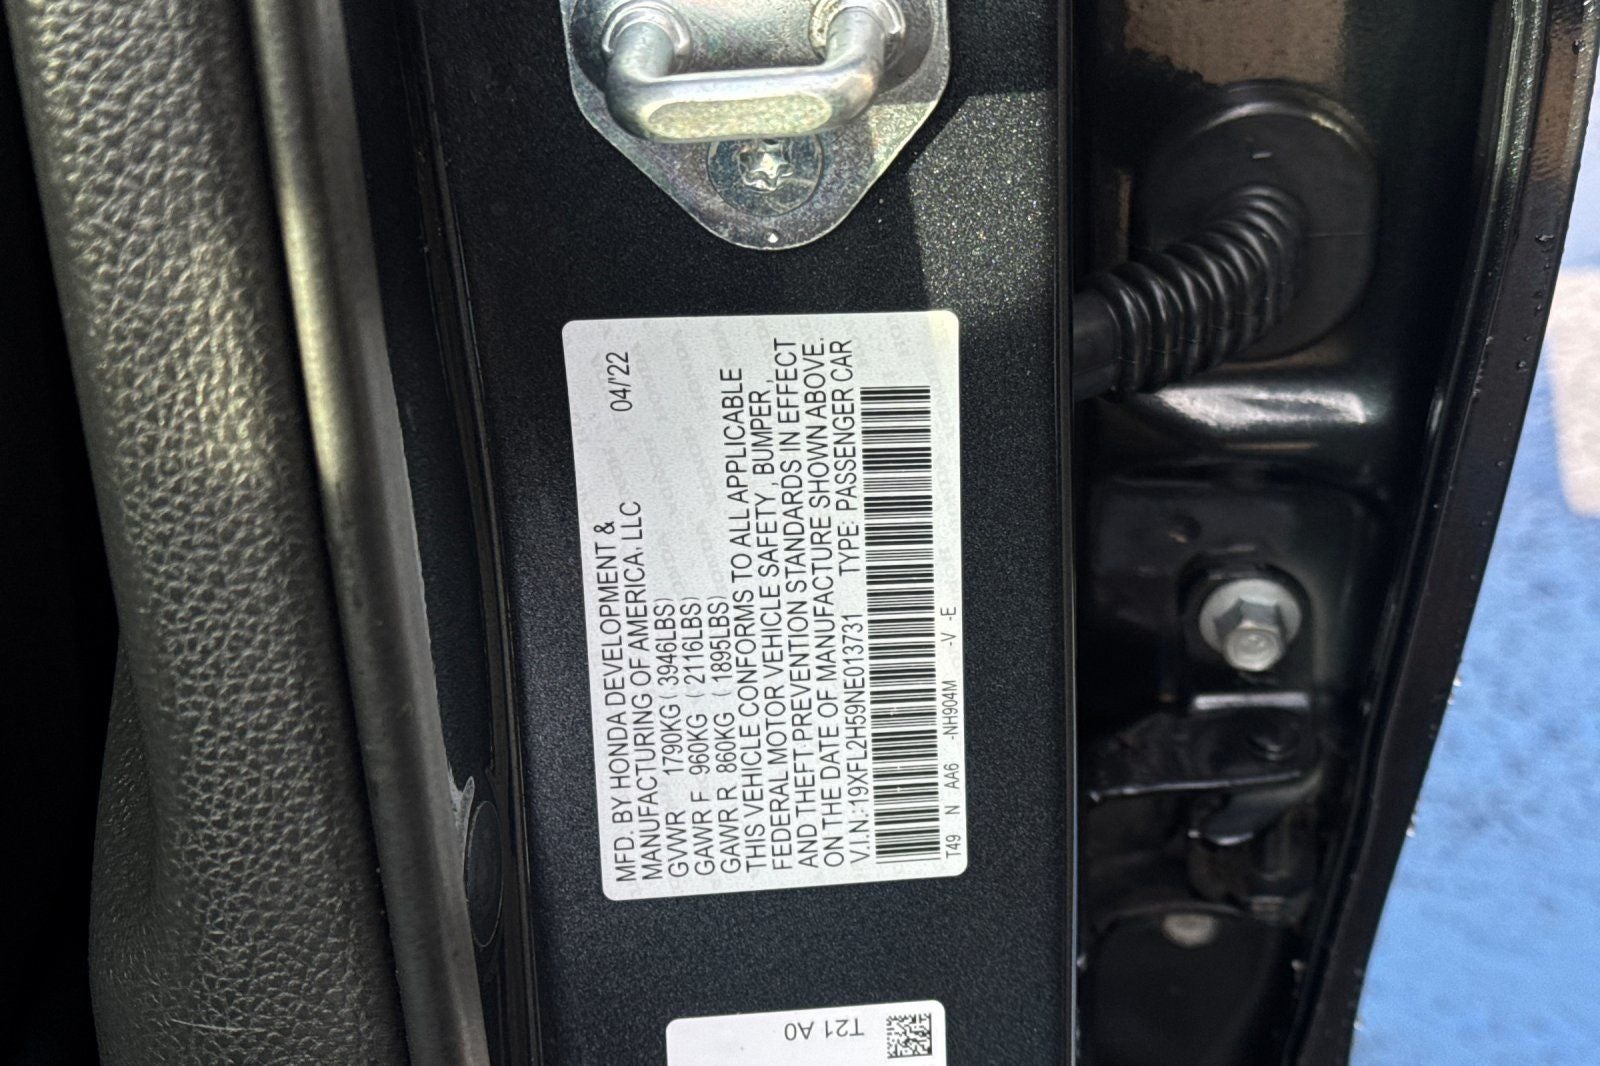 MFD. BY HONDA DEVELOPMENT & 04/'22
MANUFACTURING OF AMERICA, LLC
GVWR 1790KG ( 3946LBS)
GAWR F 960KG ( 2116LBS)
GAWR R 860KG ( 1895LBS)
THIS VEHICLE CONFORMS TO ALL APPLICABLE
FEDERAL MOTOR VEHICLE SAFETY, BUMPER,
AND THEFT PREVENTION STANDARDS IN EFFECT
ON THE DATE OF MANUFACTURE SHOWN ABOVE.
V.I.N.:19XFL2H59NE013731 TYPE: PASSENGER CAR
T49 N AA6 -NH904M -V -E
T21 A0